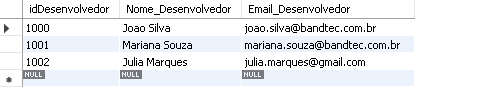 idDesenvolvedor Nome_Desenvolvedor Email_Desenvolvedor
1000 Joao Silva joao.silva@bandtec.com.br
1001 Mariana Souza mariana.souza@bandtec.com.br
1002 Julia Marques julia.marques@gmail.com
NULL NULL NULL